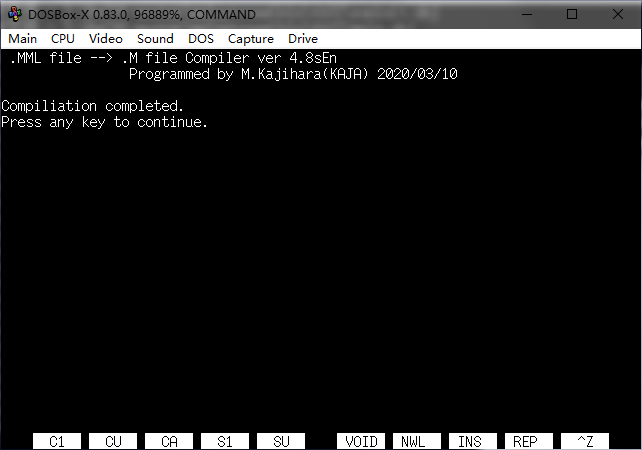 DOSBox-X 0.83.0, 96889%, COMMAND
Main CPU Video Sound DOS Capture Drive
.MML file --> .M file Compiler ver 4.8sEn
Programmed by M.Kajihara(KAJA) 2020/03/10
Compiliation completed.
Press any key to continue.
C1 CU CA S1 SU VOID NWL INS REP ^Z